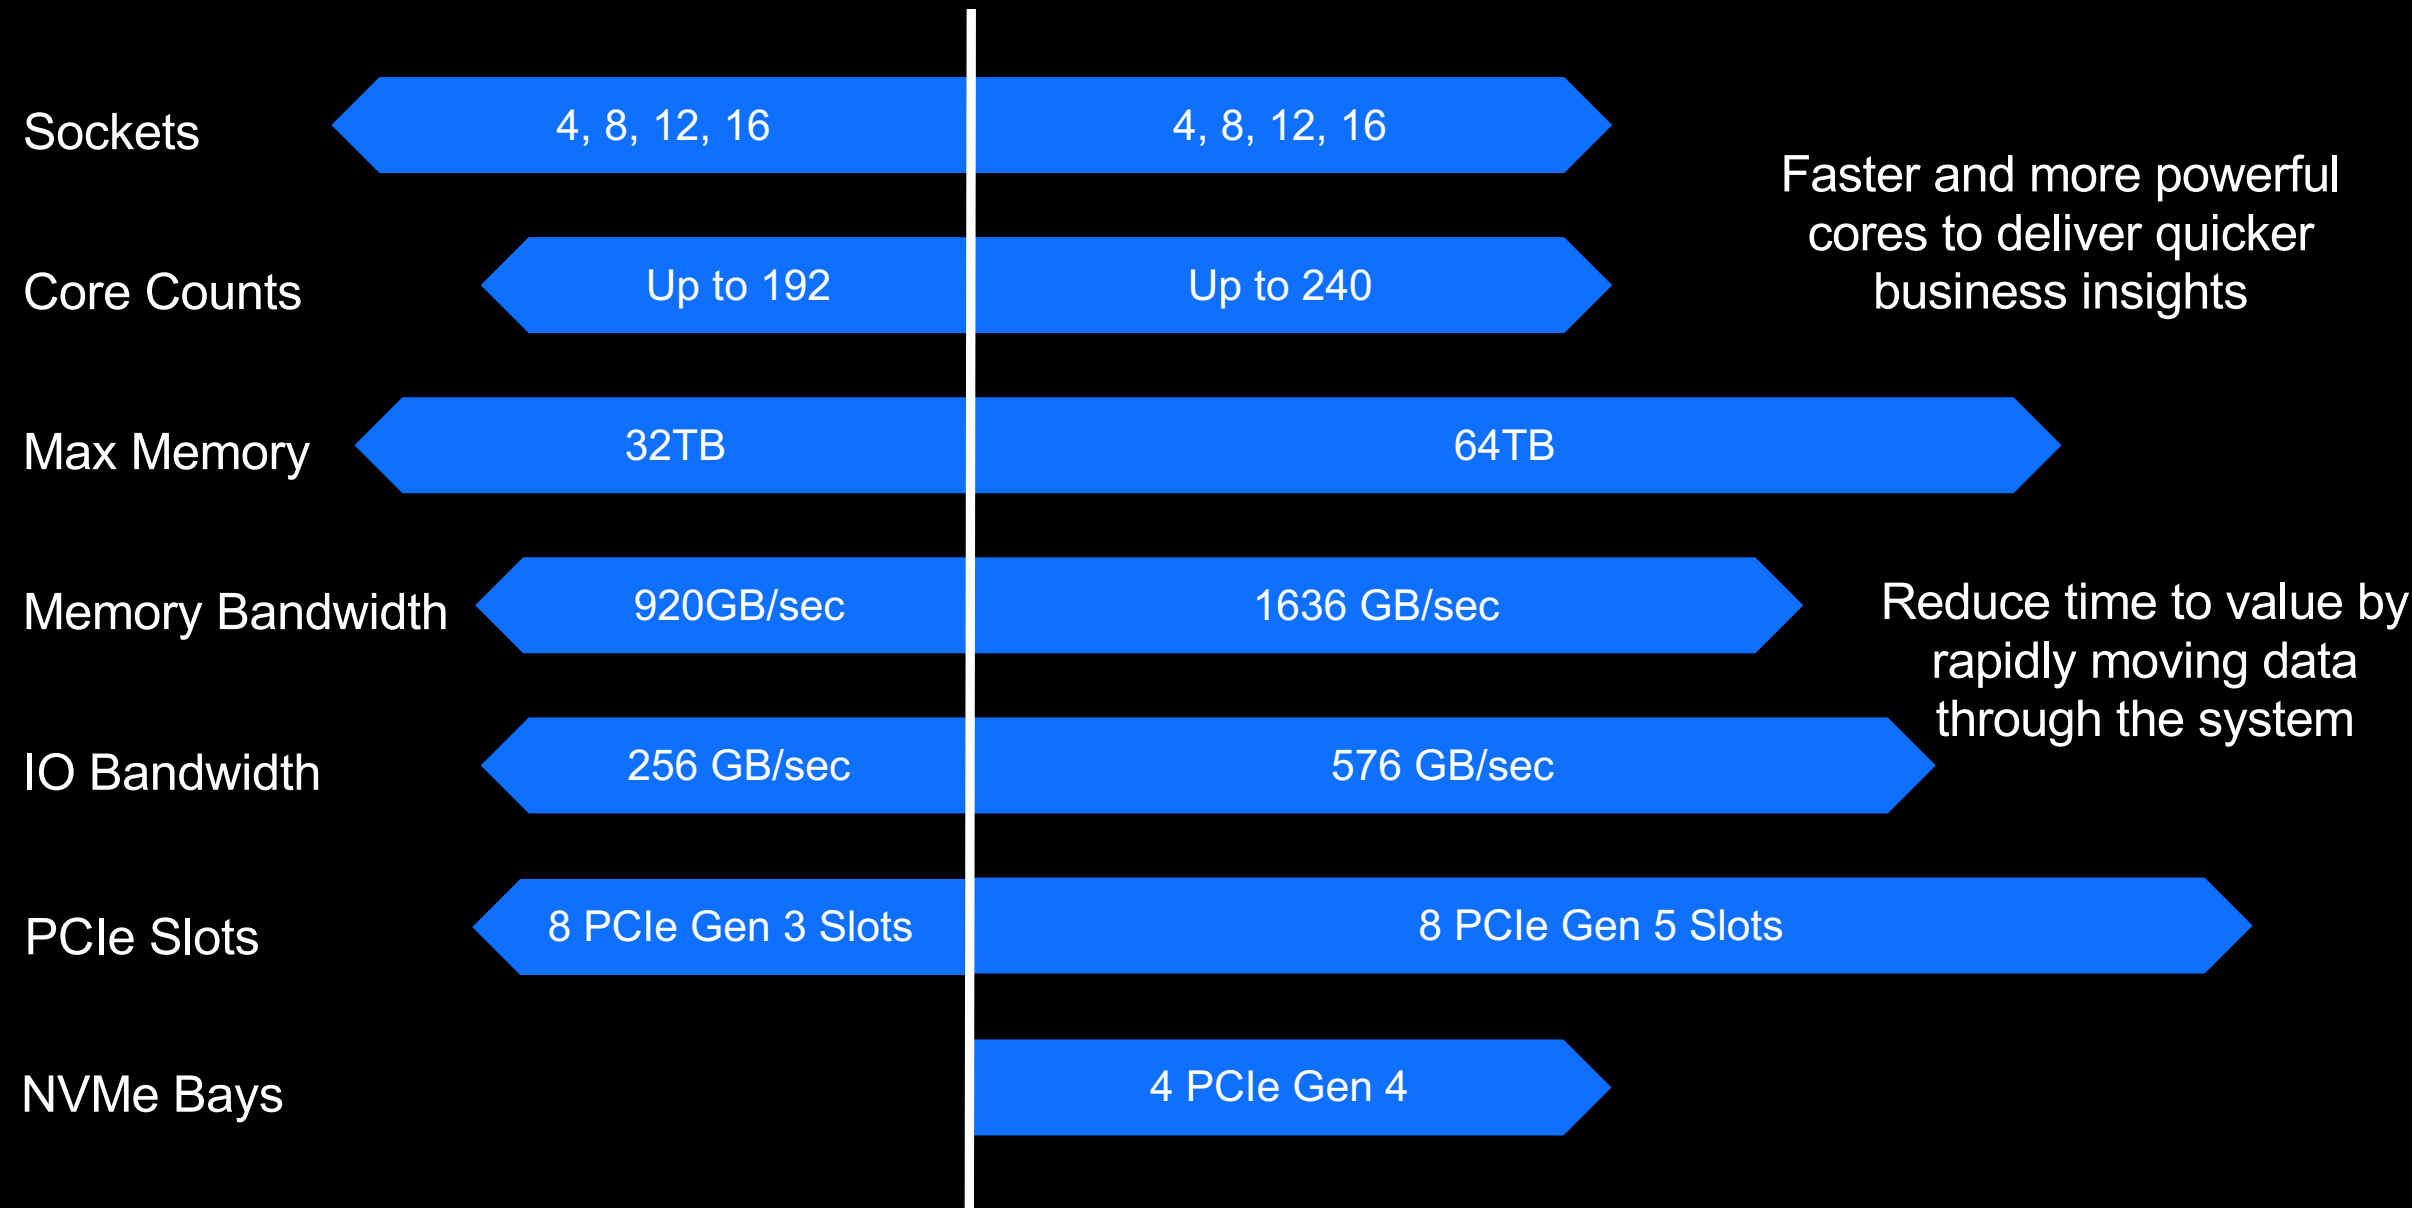 Sockets
4, 8, 12, 16
4, 8, 12, 16
Faster and more powerful
cores to deliver quicker
business insights
Core Counts
Up to 192
Up to 240
Max Memory
32TB
64TB
Memory Bandwidth
920GB/sec
1636 GB/sec
Reduce time to value by
rapidly moving data
through the system
IO Bandwidth
256 GB/sec
576 GB/sec
PCIe Slots
8 PCIe Gen 3 Slots
8 PCIe Gen 5 Slots
NVMe Bays
4 PCIe Gen 4